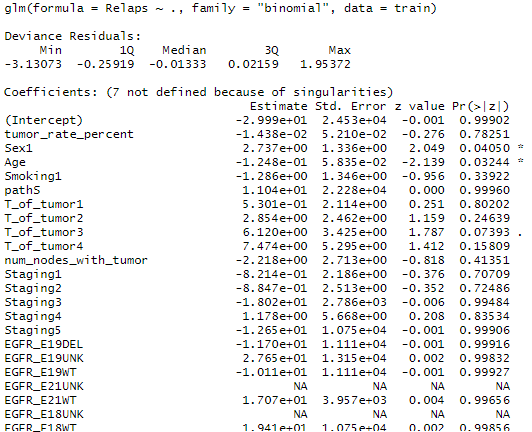 glm(formula = Relaps ~ ., family = "binomial", data = train)
Deviance Residuals:
Min 1Q Median 3Q Max
-3.13073 -0.25919 -0.01333 0.02159 1.95372
Coefficients: (7 not defined because of singularities)
Estimate Std. Error z value Pr(>|z|)
(Intercept) -2.999e+01 2.453e+04 -0.001 0.99902
tumor_rate_percent -1.438e-02 5.210e-02 -0.276 0.78251
Sex1 2.737e+00 1.336e+00 2.049 0.04050 *
Age -1.248e-01 5.835e-02 -2.139 0.03244 *
Smoking1 -1.286e+00 1.346e+00 -0.956 0.33922
pathS 1.104e+01 2.228e+04 0.000 0.99960
T_of_tumor1 5.301e-01 2.114e+00 0.251 0.80202
T_of_tumor2 2.854e+00 2.462e+00 1.159 0.24639
T_of_tumor3 6.120e+00 3.425e+00 1.787 0.07393 .
T_of_tumor4 7.474e+00 5.295e+00 1.412 0.15809
num_nodes_with_tumor -2.218e+00 2.713e+00 -0.818 0.41351
Staging1 -8.214e-01 2.186e+00 -0.376 0.70709
Staging2 -8.847e-01 2.513e+00 -0.352 0.72486
Staging3 -1.802e+01 2.786e+03 -0.006 0.99484
Staging4 1.178e+00 5.668e+00 0.208 0.83534
Staging5 -1.265e+01 1.075e+04 -0.001 0.99906
EGFR_E19DEL -1.170e+01 1.111e+04 -0.001 0.99916
EGFR_E19UNK 2.765e+01 1.315e+04 0.002 0.99832
EGFR_E19WT -1.011e+01 1.111e+04 -0.001 0.99927
EGFR_E21UNK NA NA NA NA
EGFR_E21WT 1.707e+01 3.957e+03 0.004 0.99656
EGFR_E18UNK NA NA NA NA
EGFR_E18WT 1.941e+01 1.075e+04 0.002 0.99856